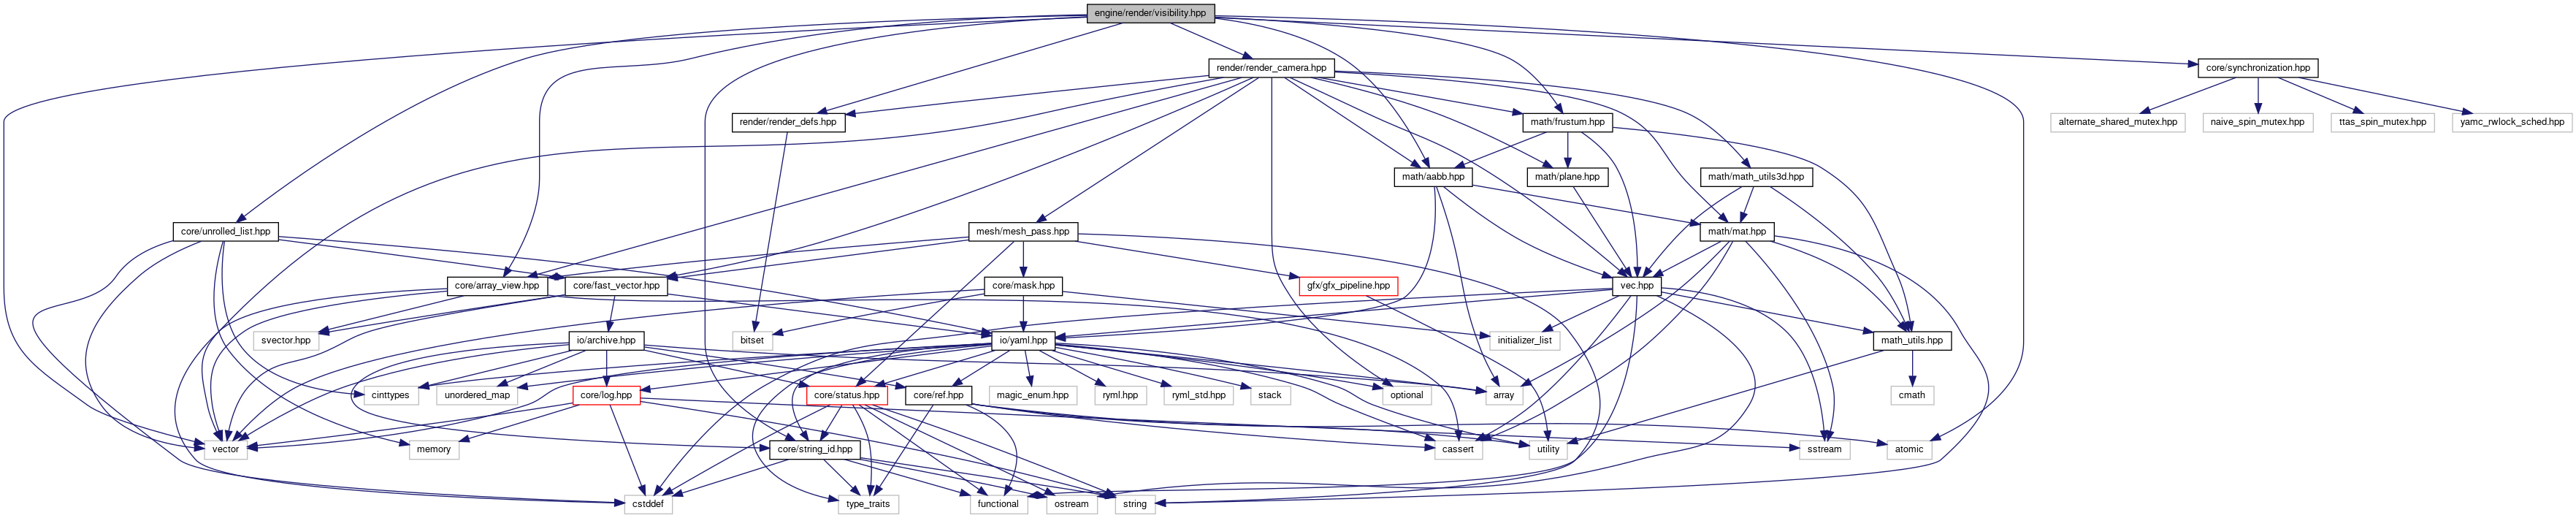 engine/render/visibility.hpp
render/render_camera.hpp
core/synchronization.hpp
render/render_defs.hpp
math/frustum.hpp
alternate_shared_mutex.hpp
naive_spin_mutex.hpp
ttas_spin_mutex.hpp
yamc_rwlock_sched.hpp
math/aabb.hpp
math/plane.hpp
math/math_utils3d.hpp
core/unrolled_list.hpp
mesh/mesh_pass.hpp
math/mat.hpp
core/array_view.hpp
core/fast_vector.hpp
core/mask.hpp
gfx/gfx_pipeline.hpp
vec.hpp
svector.hpp
io/archive.hpp
bitset
io/yaml.hpp
initializer_list
math_utils.hpp
cinttypes
unordered_map
core/log.hpp
core/status.hpp
core/ref.hpp
magic_enum.hpp
ryml.hpp
ryml_std.hpp
stack
optional
array
cmath
vector
memory
core/string_id.hpp
cassert
utility
sstream
atomic
cstddef
type_traits
functional
ostream
string